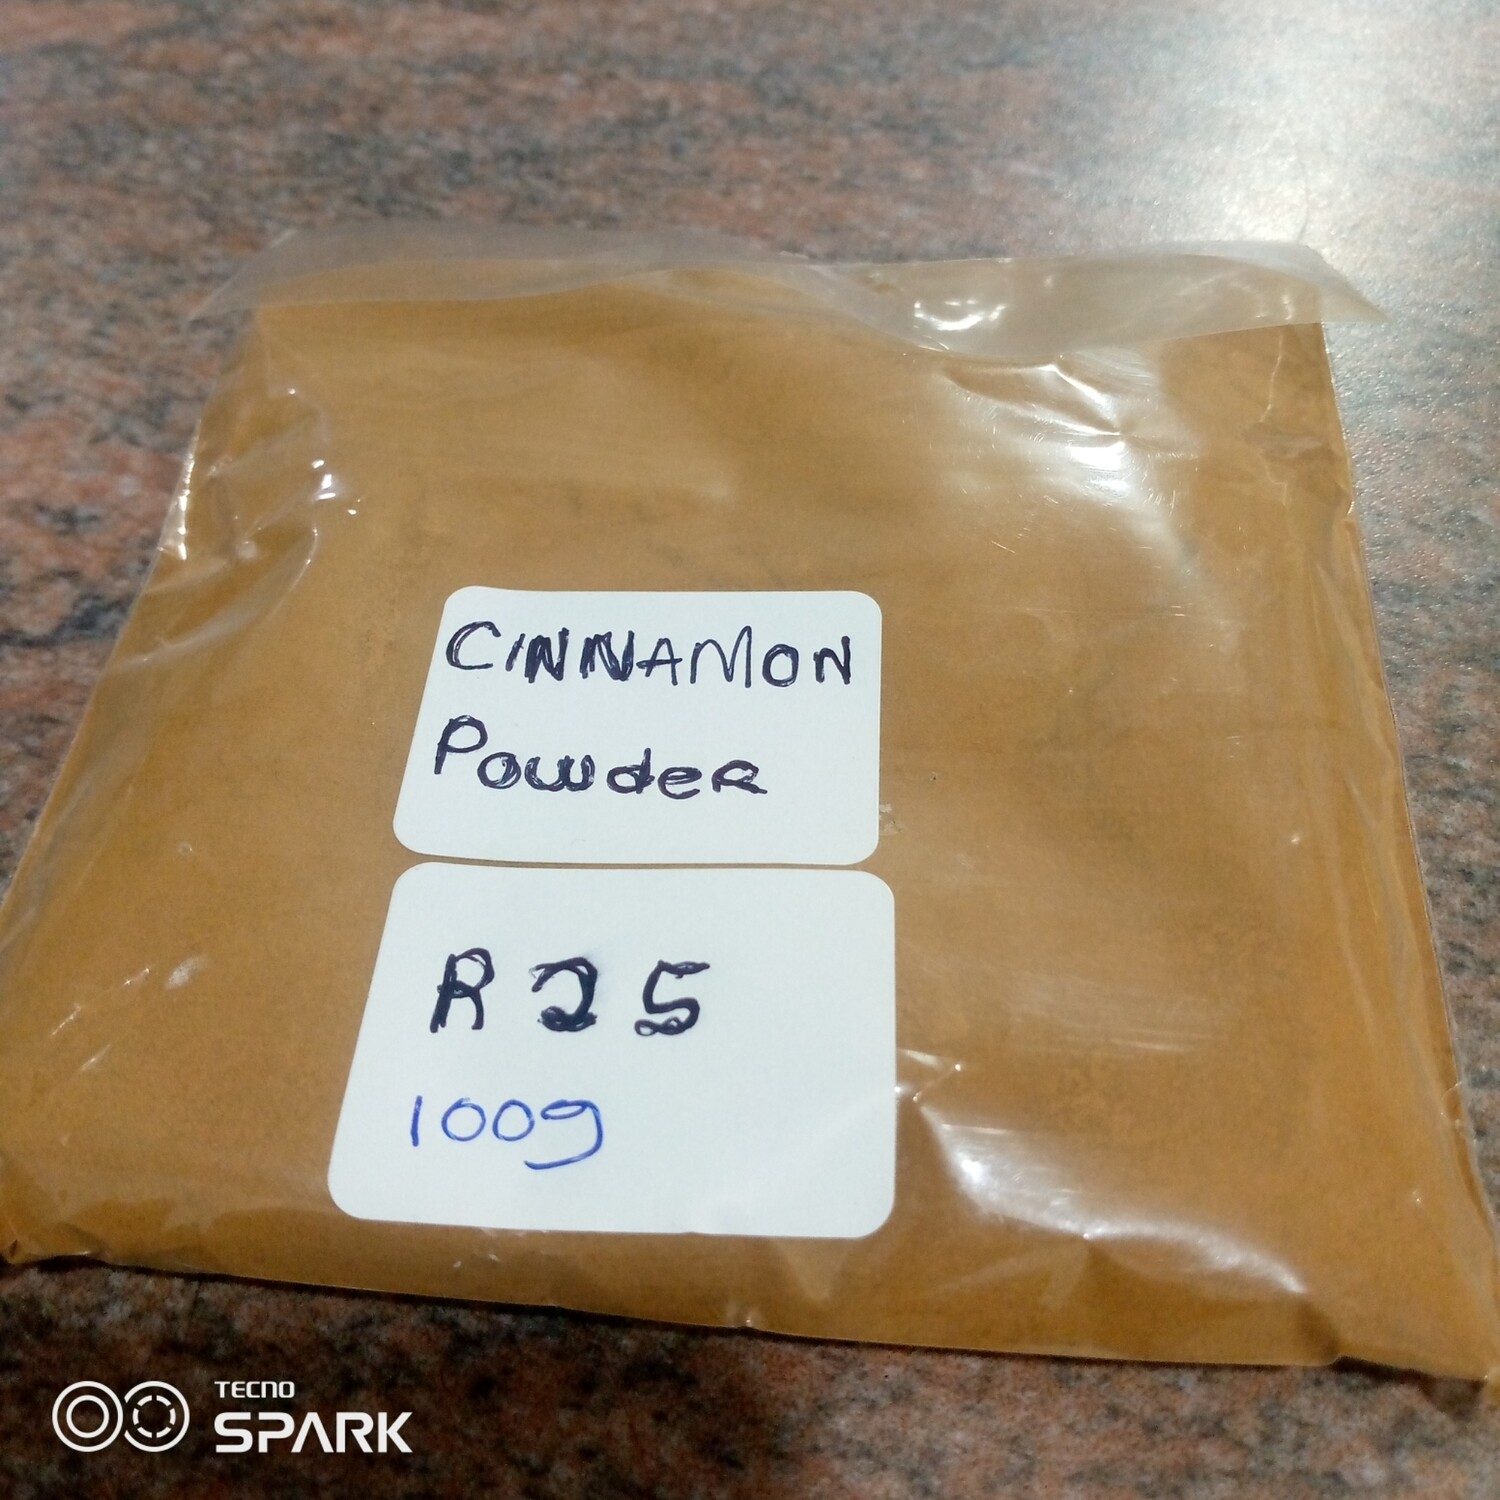 CINNAMON
Powder
R25
100g
TECNO
SPARK